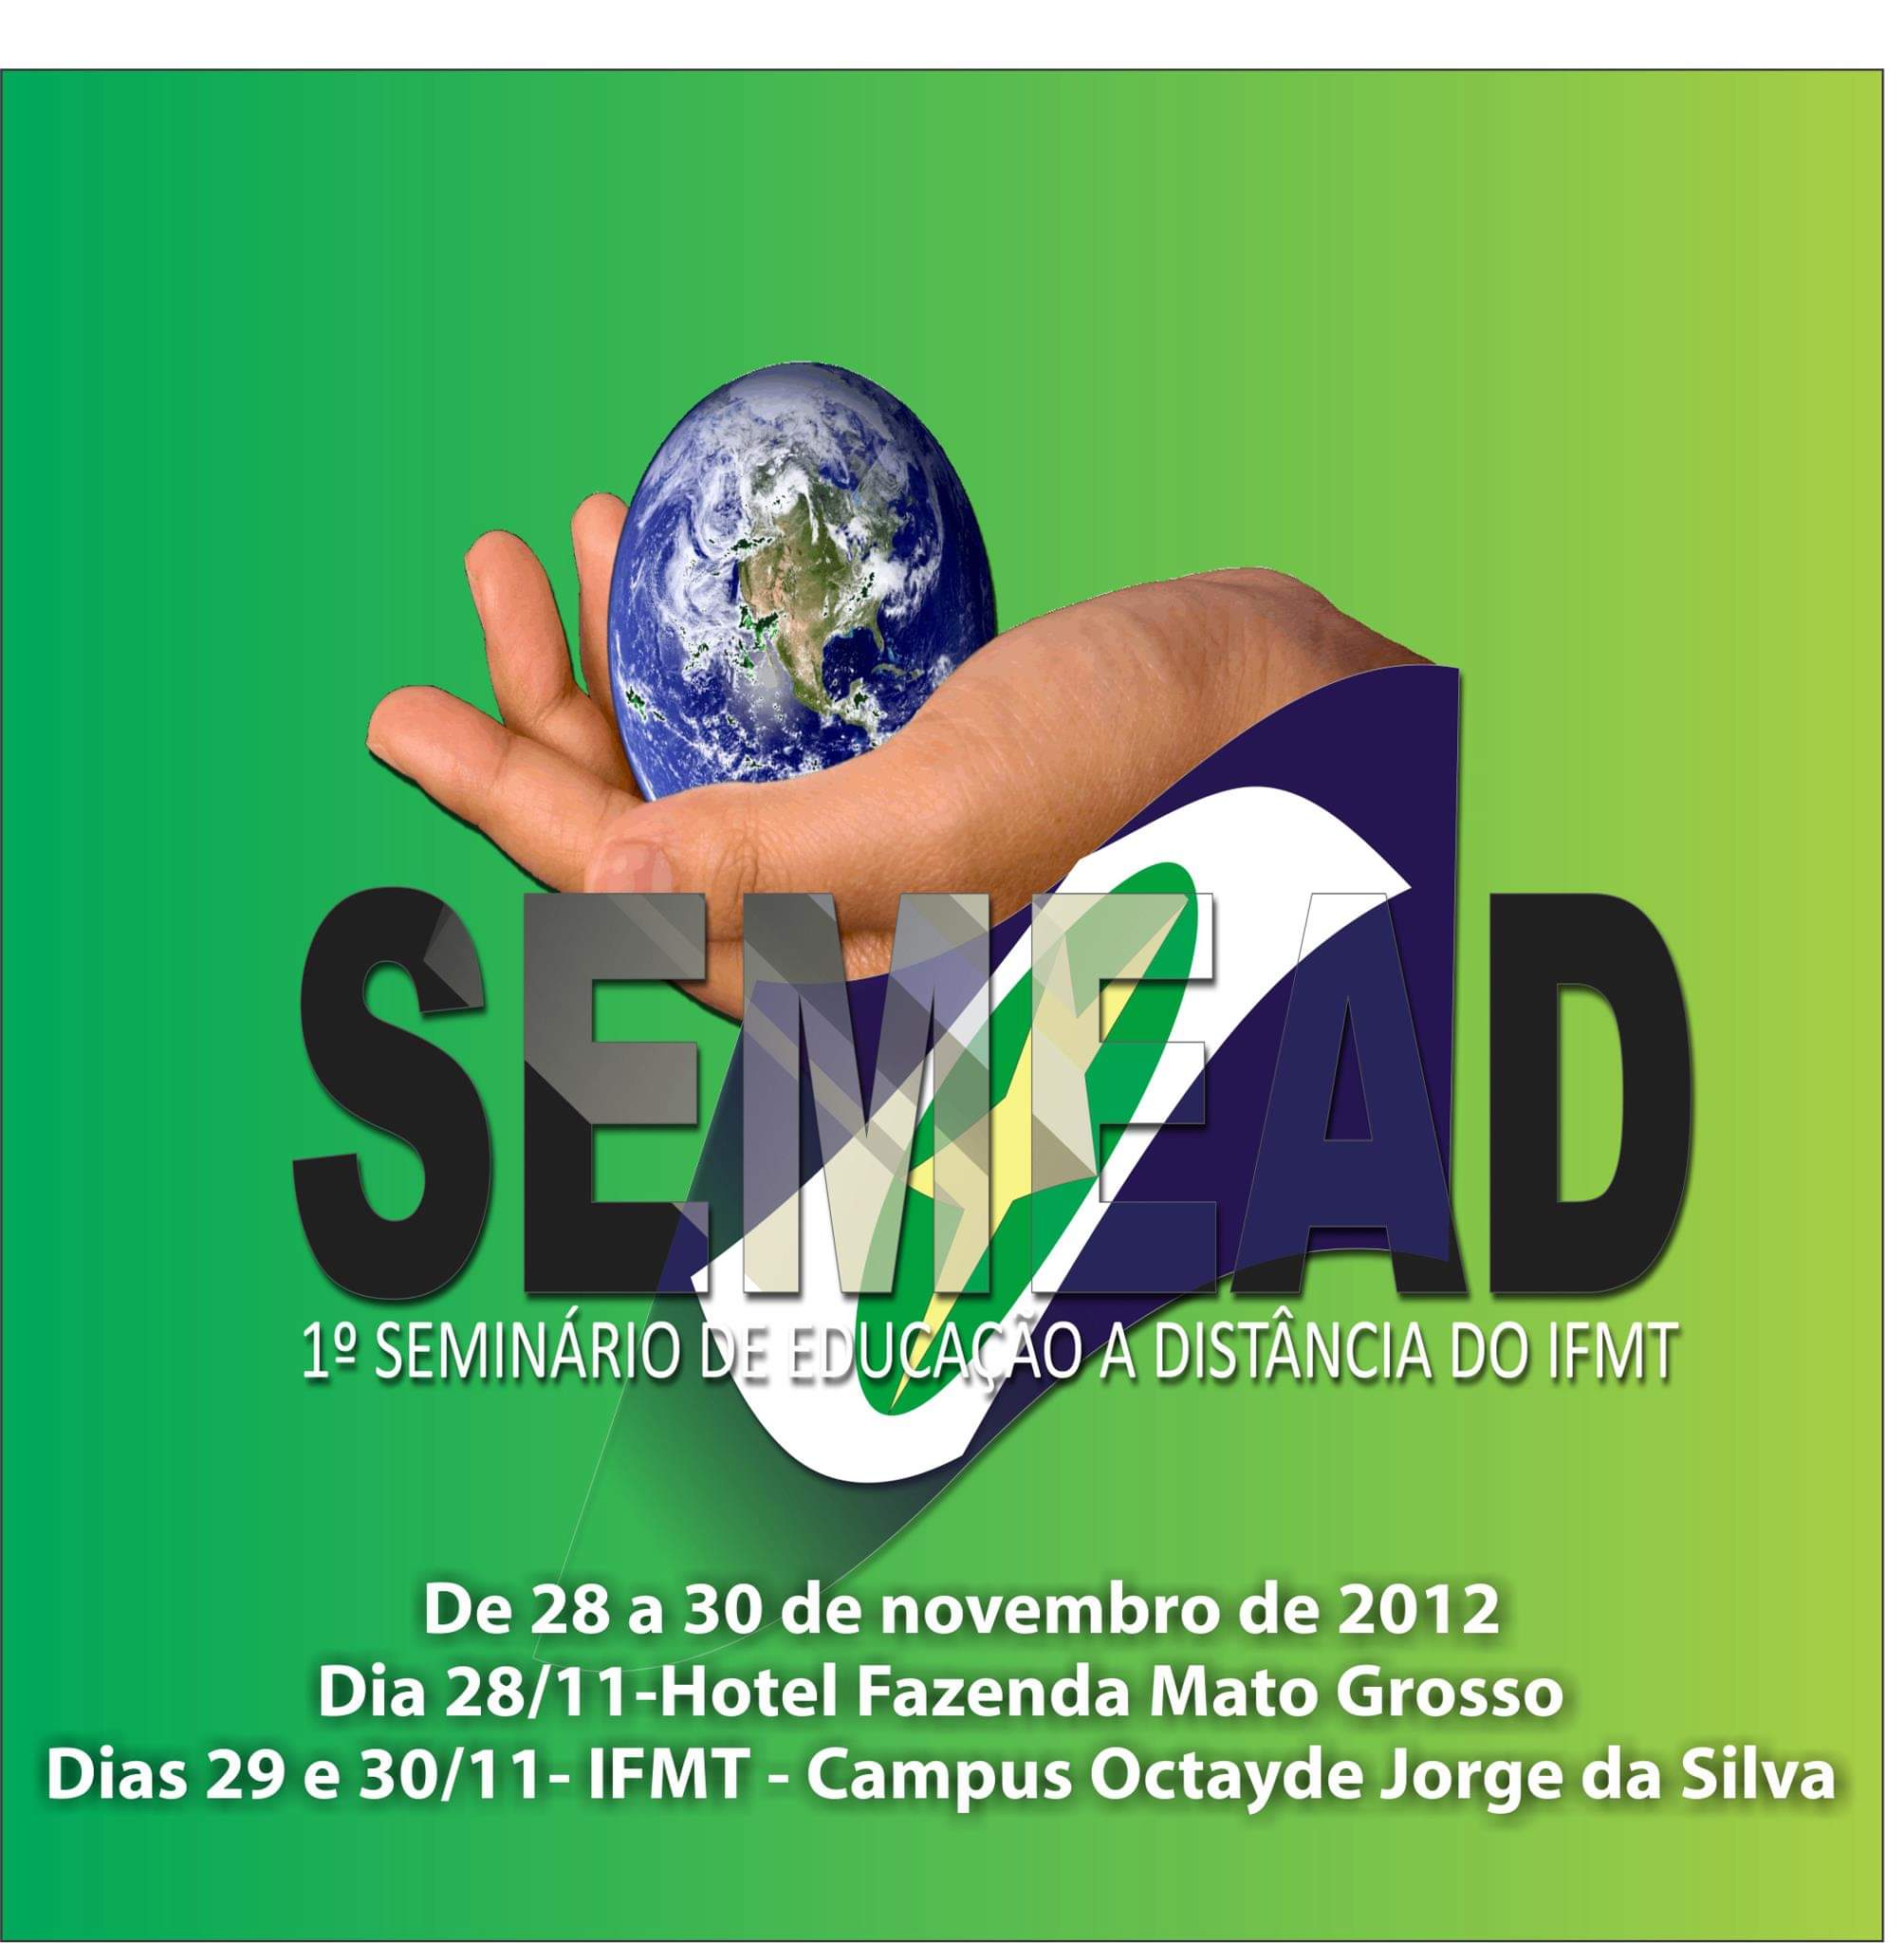 SEMEAD
1º SEMINÁRIO DE EDUCAÇÃO A DISTÂNCIA DO IFMT
De 28 a 30 de novembro de 2012
Dia 28/11-Hotel Fazenda Mato Grosso
Dias 29 e 30/11- IFMT - Campus Octayde Jorge da Silva